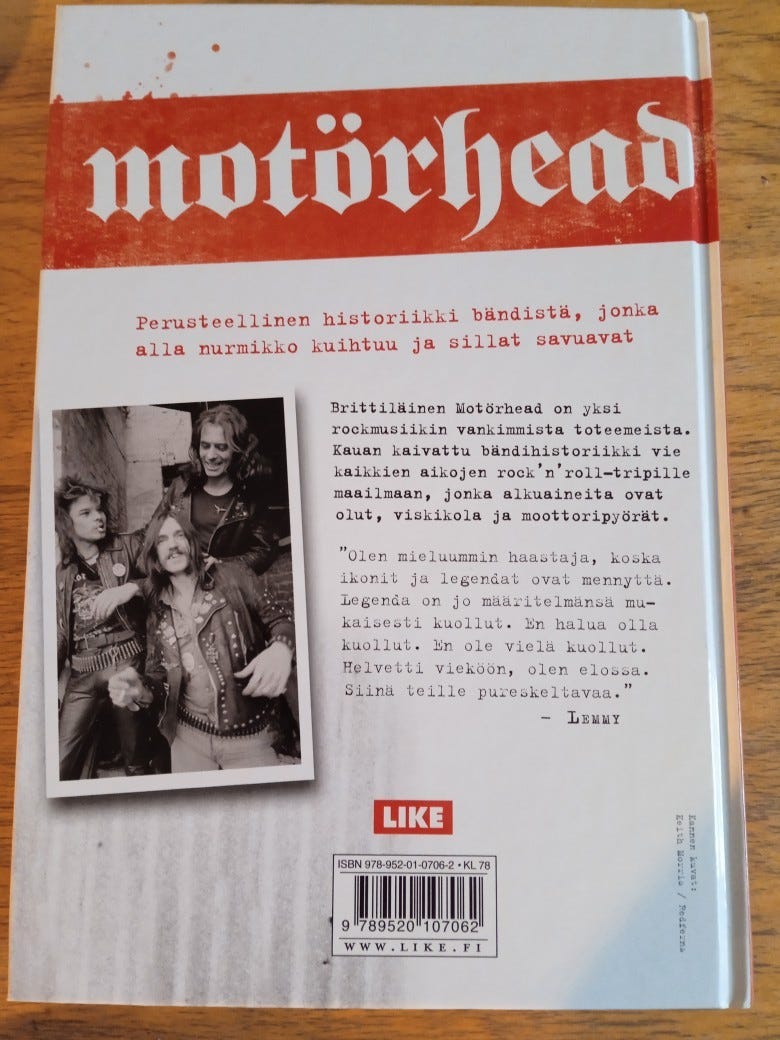 motörhead
Perusteellinen historiikki bändistä, jonka
alla nurmikko kuihtuu ja sillat savuavat
Brittiläinen Motörhead on yksi
rockmusiikin vankimmista toteemeista.
Kauan kaivattu bändihistoriikki vie
kaikkien aikojen rock'n'roll-tripille
maailmaan, jonka alkuaineita ovat
olut, viskikola ja moottoripyörät.
"Olen mieluummin haastaja, koska
ikonit ja legendat ovat mennyttä.
Legenda on jo määritelmänsä mu-
kaisesti kuollut. En halua olla
kuollut. En ole vielä kuollut.
Helvetti vieköön, olen elossa.
Siinä teille pureskeltavaa."
– LEMMY
LIKE
ISBN 978-952-01-0706-2 • KL 78
9 789520 107062
WWW.LIKE.FI
Kannen kuvat:
Keith Morris / Redferns